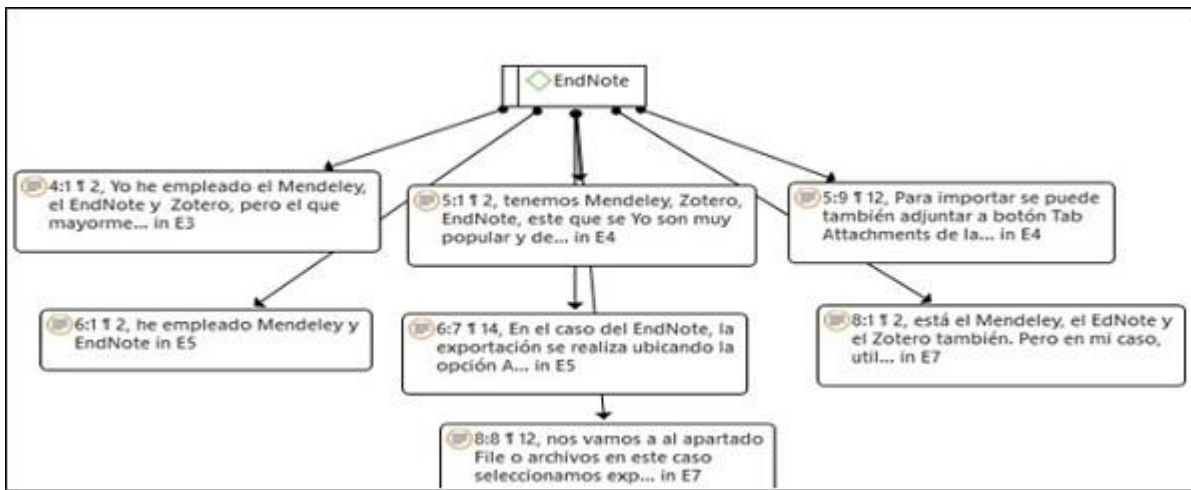 EndNote
4:1 ¶ 2, Yo he empleado el Mendeley,
el EndNote y Zotero, pero el que
mayorme... in E3
5:1 ¶ 2, tenemos Mendeley, Zotero,
EndNote, este que se Yo son muy
popular y de... in E4
5:9 ¶ 12, Para importar se puede
también adjuntar a botón Tab
Attachments de la... in E4
6:1 ¶ 2, he empleado Mendeley y
EndNote in E5
6:7 ¶ 14, En el caso del EndNote, la
exportación se realiza ubicando la
opción A... in E5
8:1 ¶ 2, está el Mendeley, el EdNote y
el Zotero también. Pero en mi caso,
util... in E7
8:8 ¶ 12, nos vamos a al apartado
File o archivos en este caso
seleccionamos exp... in E7